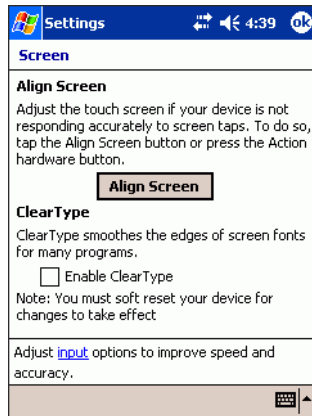 Settings 4:39 ok
Screen
Align Screen
Adjust the touch screen if your device is not
responding accurately to screen taps. To do so,
tap the Align Screen button or press the Action
hardware button.
Align Screen
ClearType
ClearType smoothes the edges of screen fonts
for many programs.
Enable ClearType
Note: You must soft reset your device for
changes to take effect
Adjust input options to improve speed and
accuracy.